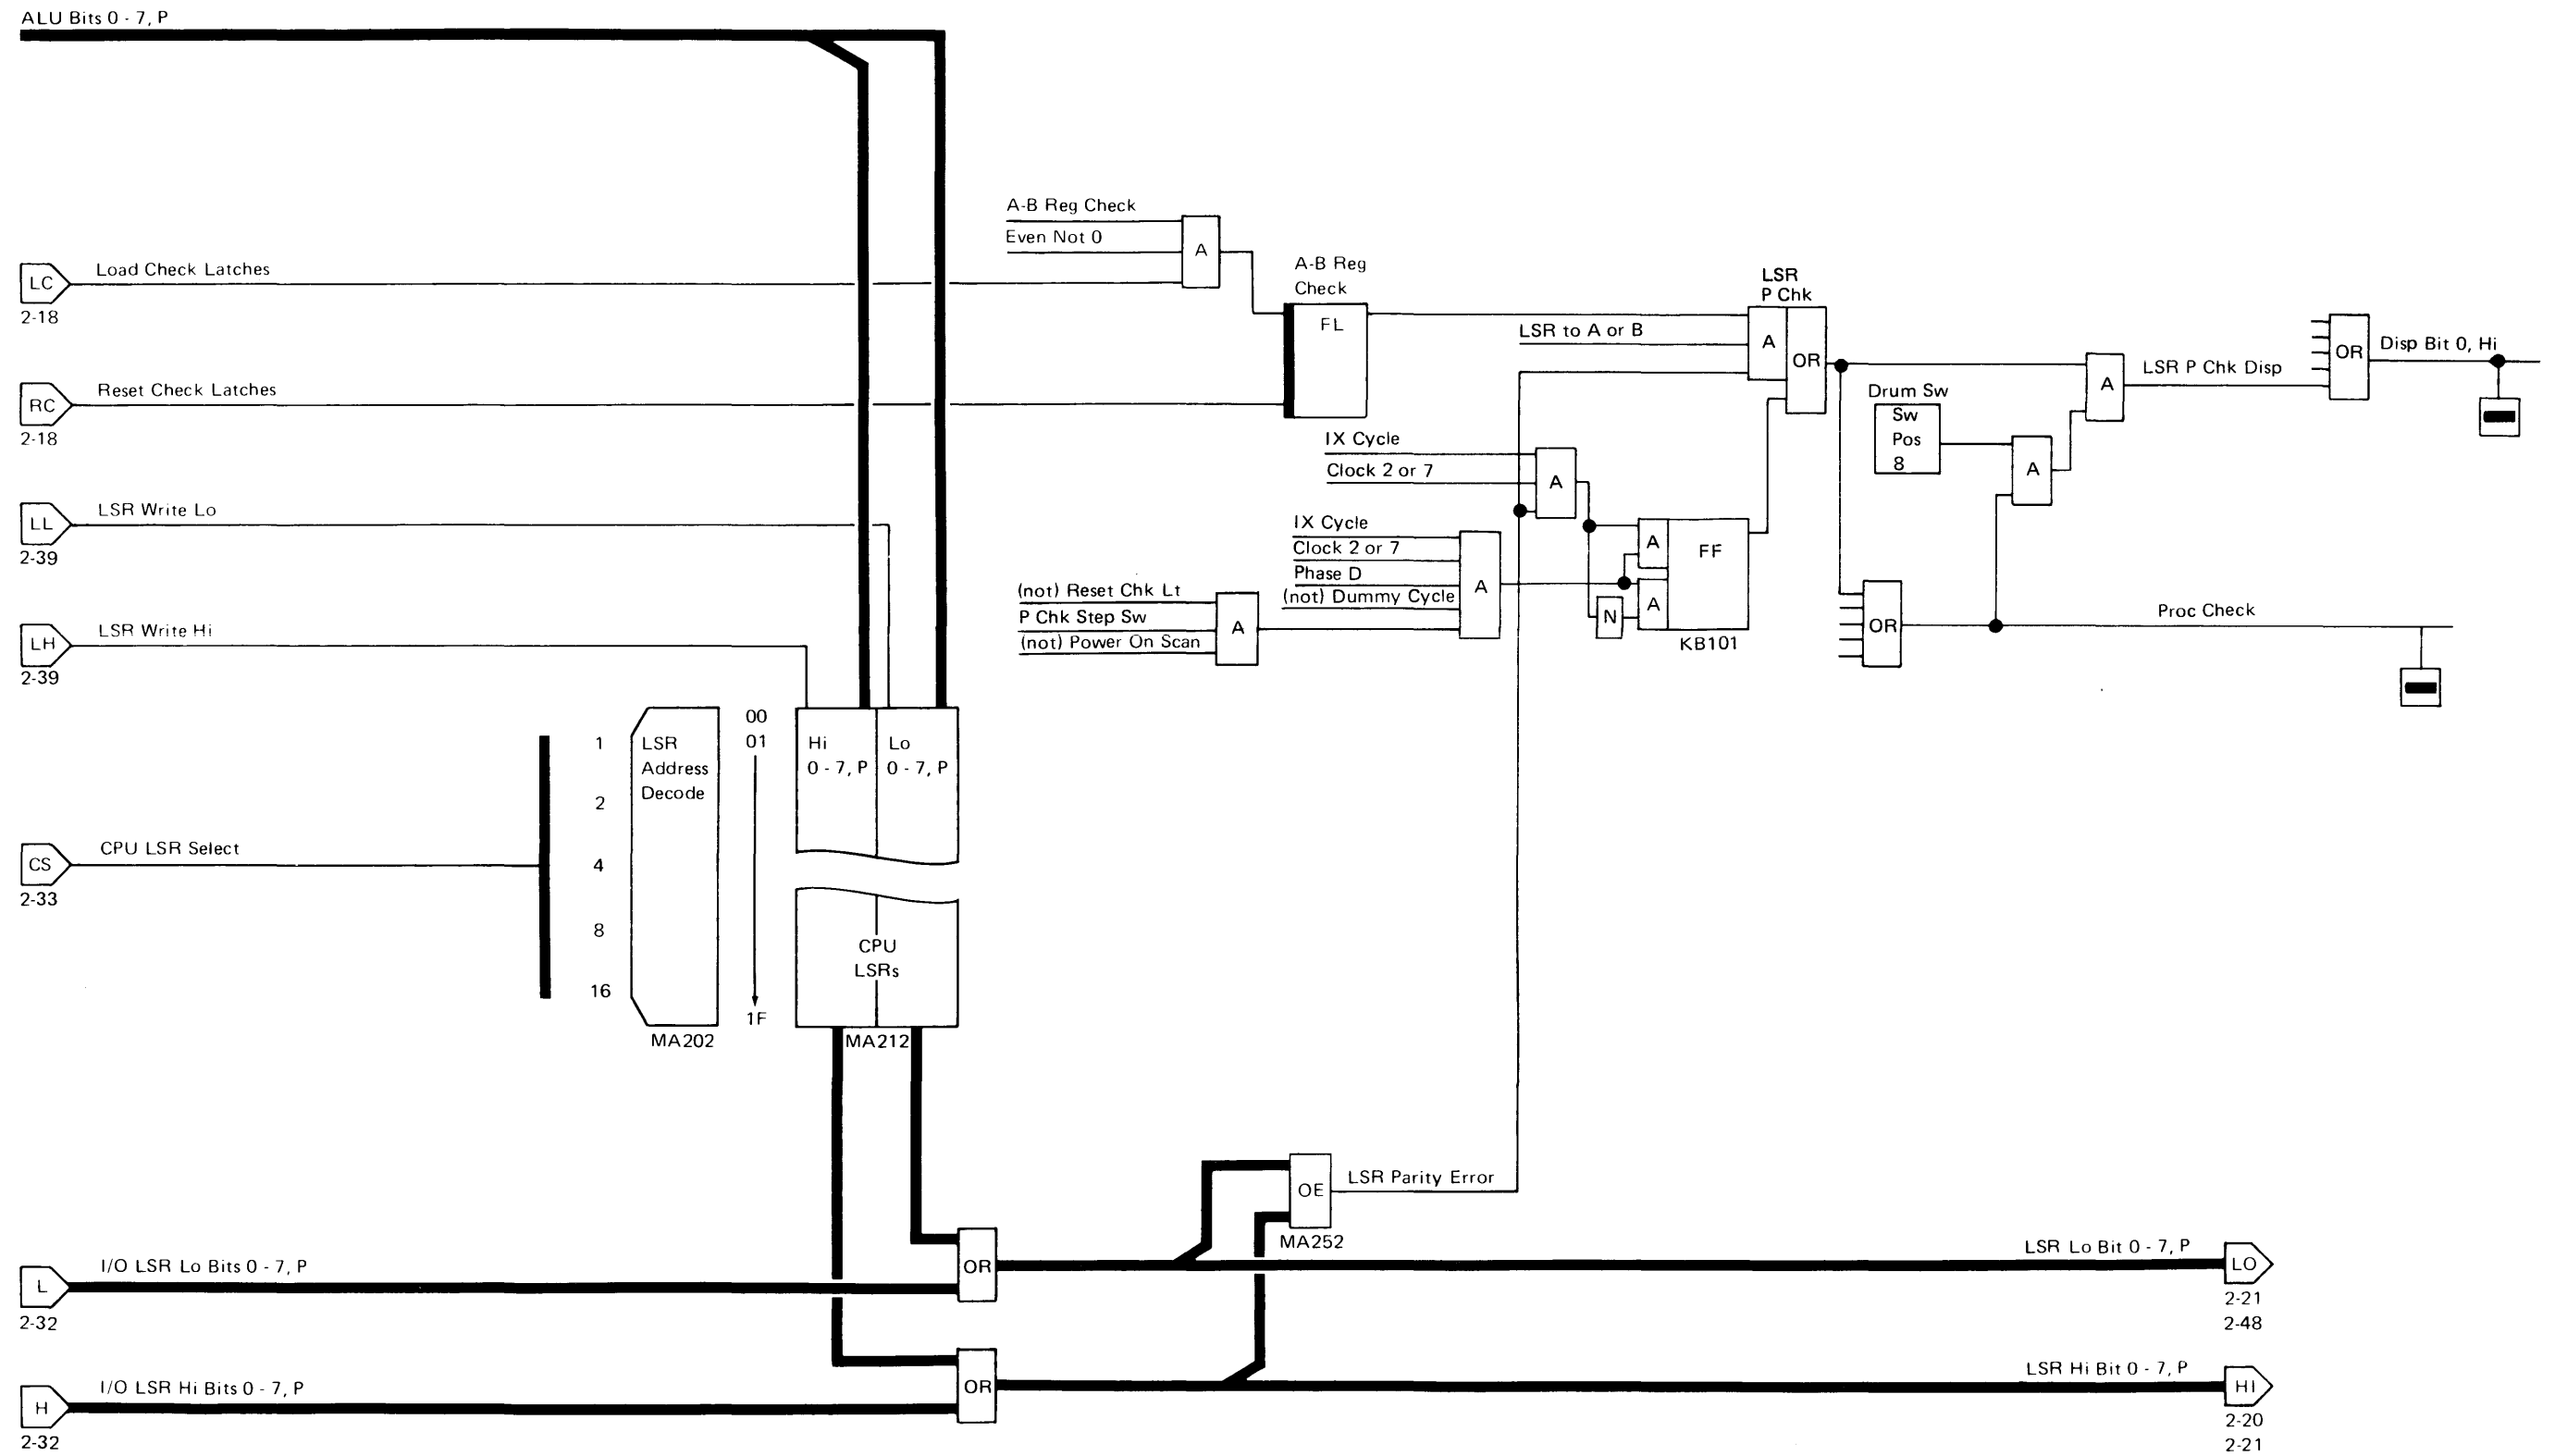 ALU Bits 0 - 7, P
A-B Reg Check
Even Not 0
A
LC
Load Check Latches
2-18
A-B Reg
Check
FL
LSR
P Chk
LSR to A or B
A
OR
OR
Disp Bit 0, Hi
LSR P Chk Disp
A
RC
Reset Check Latches
2-18
Drum Sw
Sw
Pos
8
A
IX Cycle
Clock 2 or 7
A
LL
LSR Write Lo
2-39
IX Cycle
Clock 2 or 7
Phase D
(not) Dummy Cycle
A
A
FF
A
N
KB101
(not) Reset Chk Lt
P Chk Step Sw
(not) Power On Scan
A
OR
Proc Check
LH
LSR Write Hi
2-39
1
2
4
8
16
LSR
Address
Decode
MA202
00
01
1F
Hi
0 - 7, P
Lo
0 - 7, P
CS
CPU LSR Select
2-33
CPU
LSRs
MA212
OE
LSR Parity Error
MA252
L
I/O LSR Lo Bits 0 - 7, P
2-32
OR
LSR Lo Bit 0 - 7, P
LO
2-21
2-48
H
I/O LSR Hi Bits 0 - 7, P
2-32
OR
LSR Hi Bit 0 - 7, P
HI
2-20
2-21